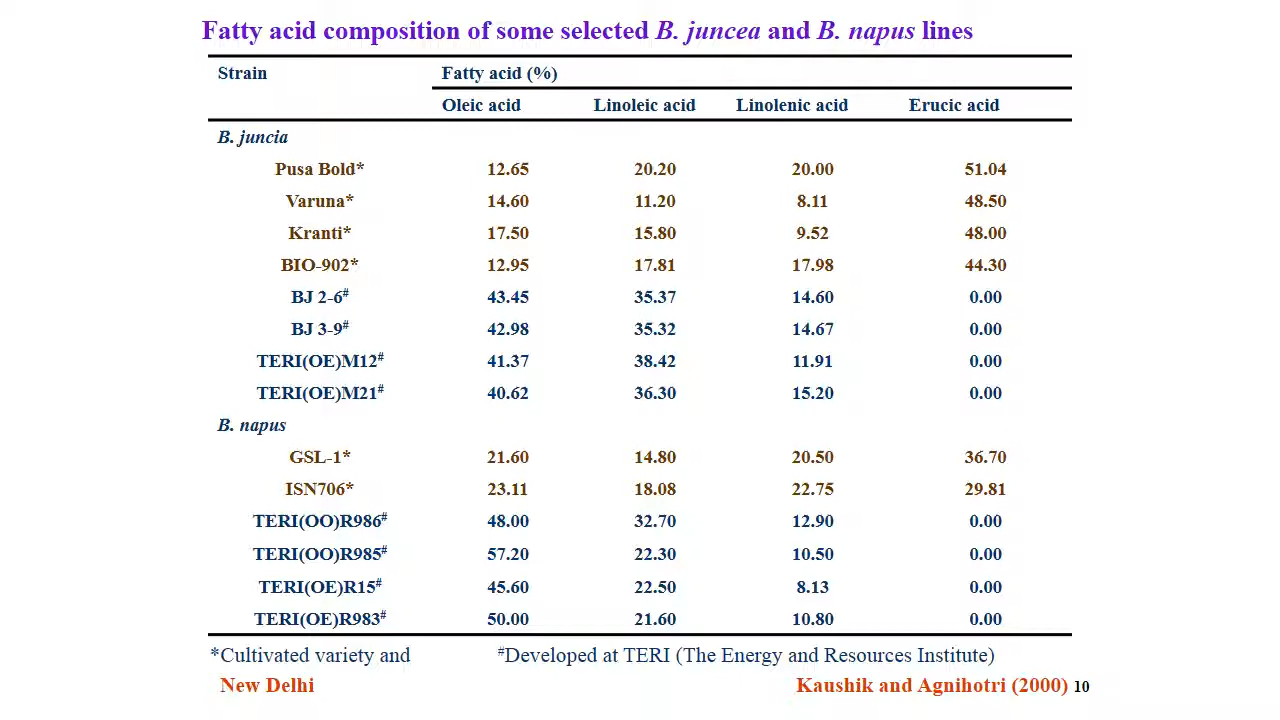 Fatty acid composition of some selected B. juncea and B. napus lines
Strain Fatty acid (%)
Oleic acid Linoleic acid Linolenic acid Erucic acid
B. juncia
Pusa Bold* 12.65 20.20 20.00 51.04
Varuna* 14.60 11.20 8.11 48.50
Kranti* 17.50 15.80 9.52 48.00
BIO-902* 12.95 17.81 17.98 44.30
BJ 2-6# 43.45 35.37 14.60 0.00
BJ 3-9# 42.98 35.32 14.67 0.00
TERI(OE)M12# 41.37 38.42 11.91 0.00
TERI(OE)M21# 40.62 36.30 15.20 0.00
B. napus
GSL-1* 21.60 14.80 20.50 36.70
ISN706* 23.11 18.08 22.75 29.81
TERI(OO)R986# 48.00 32.70 12.90 0.00
TERI(OO)R985# 57.20 22.30 10.50 0.00
TERI(OE)R15# 45.60 22.50 8.13 0.00
TERI(OE)R983# 50.00 21.60 10.80 0.00
*Cultivated variety and #Developed at TERI (The Energy and Resources Institute)
New Delhi Kaushik and Agnihotri (2000) 10